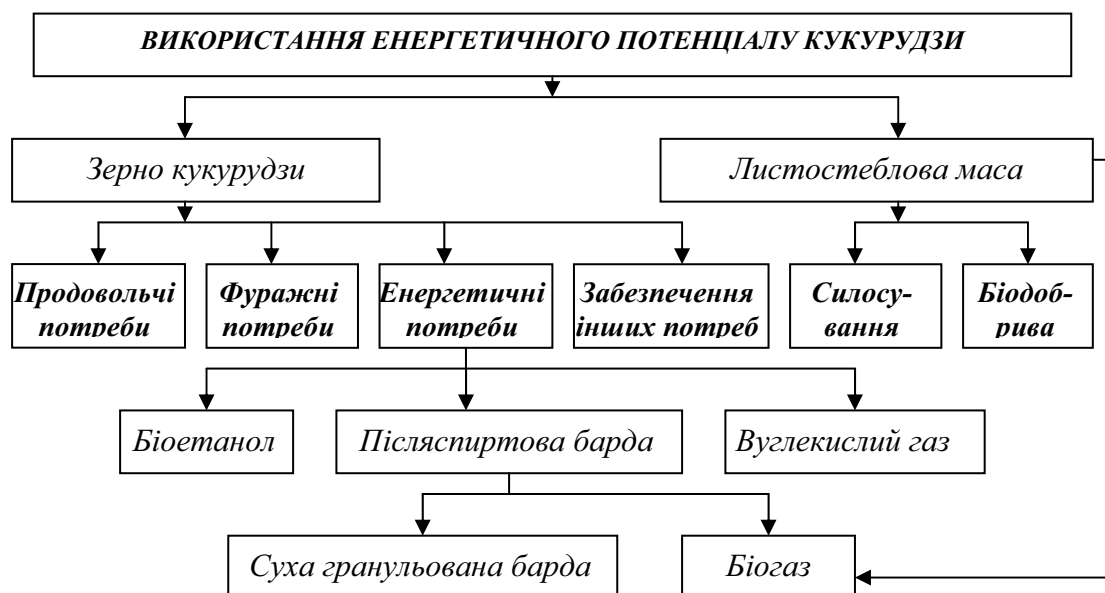 ВИКОРИСТАННЯ ЕНЕРГЕТИЧНОГО ПОТЕНЦІАЛУ КУКУРУДЗИ
Зерно кукурудзи
Листостеблова маса
Продовольчі
потреби
Фуражні
потреби
Енергетичні
потреби
Забезпечення
інших потреб
Силосу-
вання
Біодоб-
рива
Біоетанол
Післяспиртова барда
Вуглекислий газ
Суха гранульована барда
Біогаз